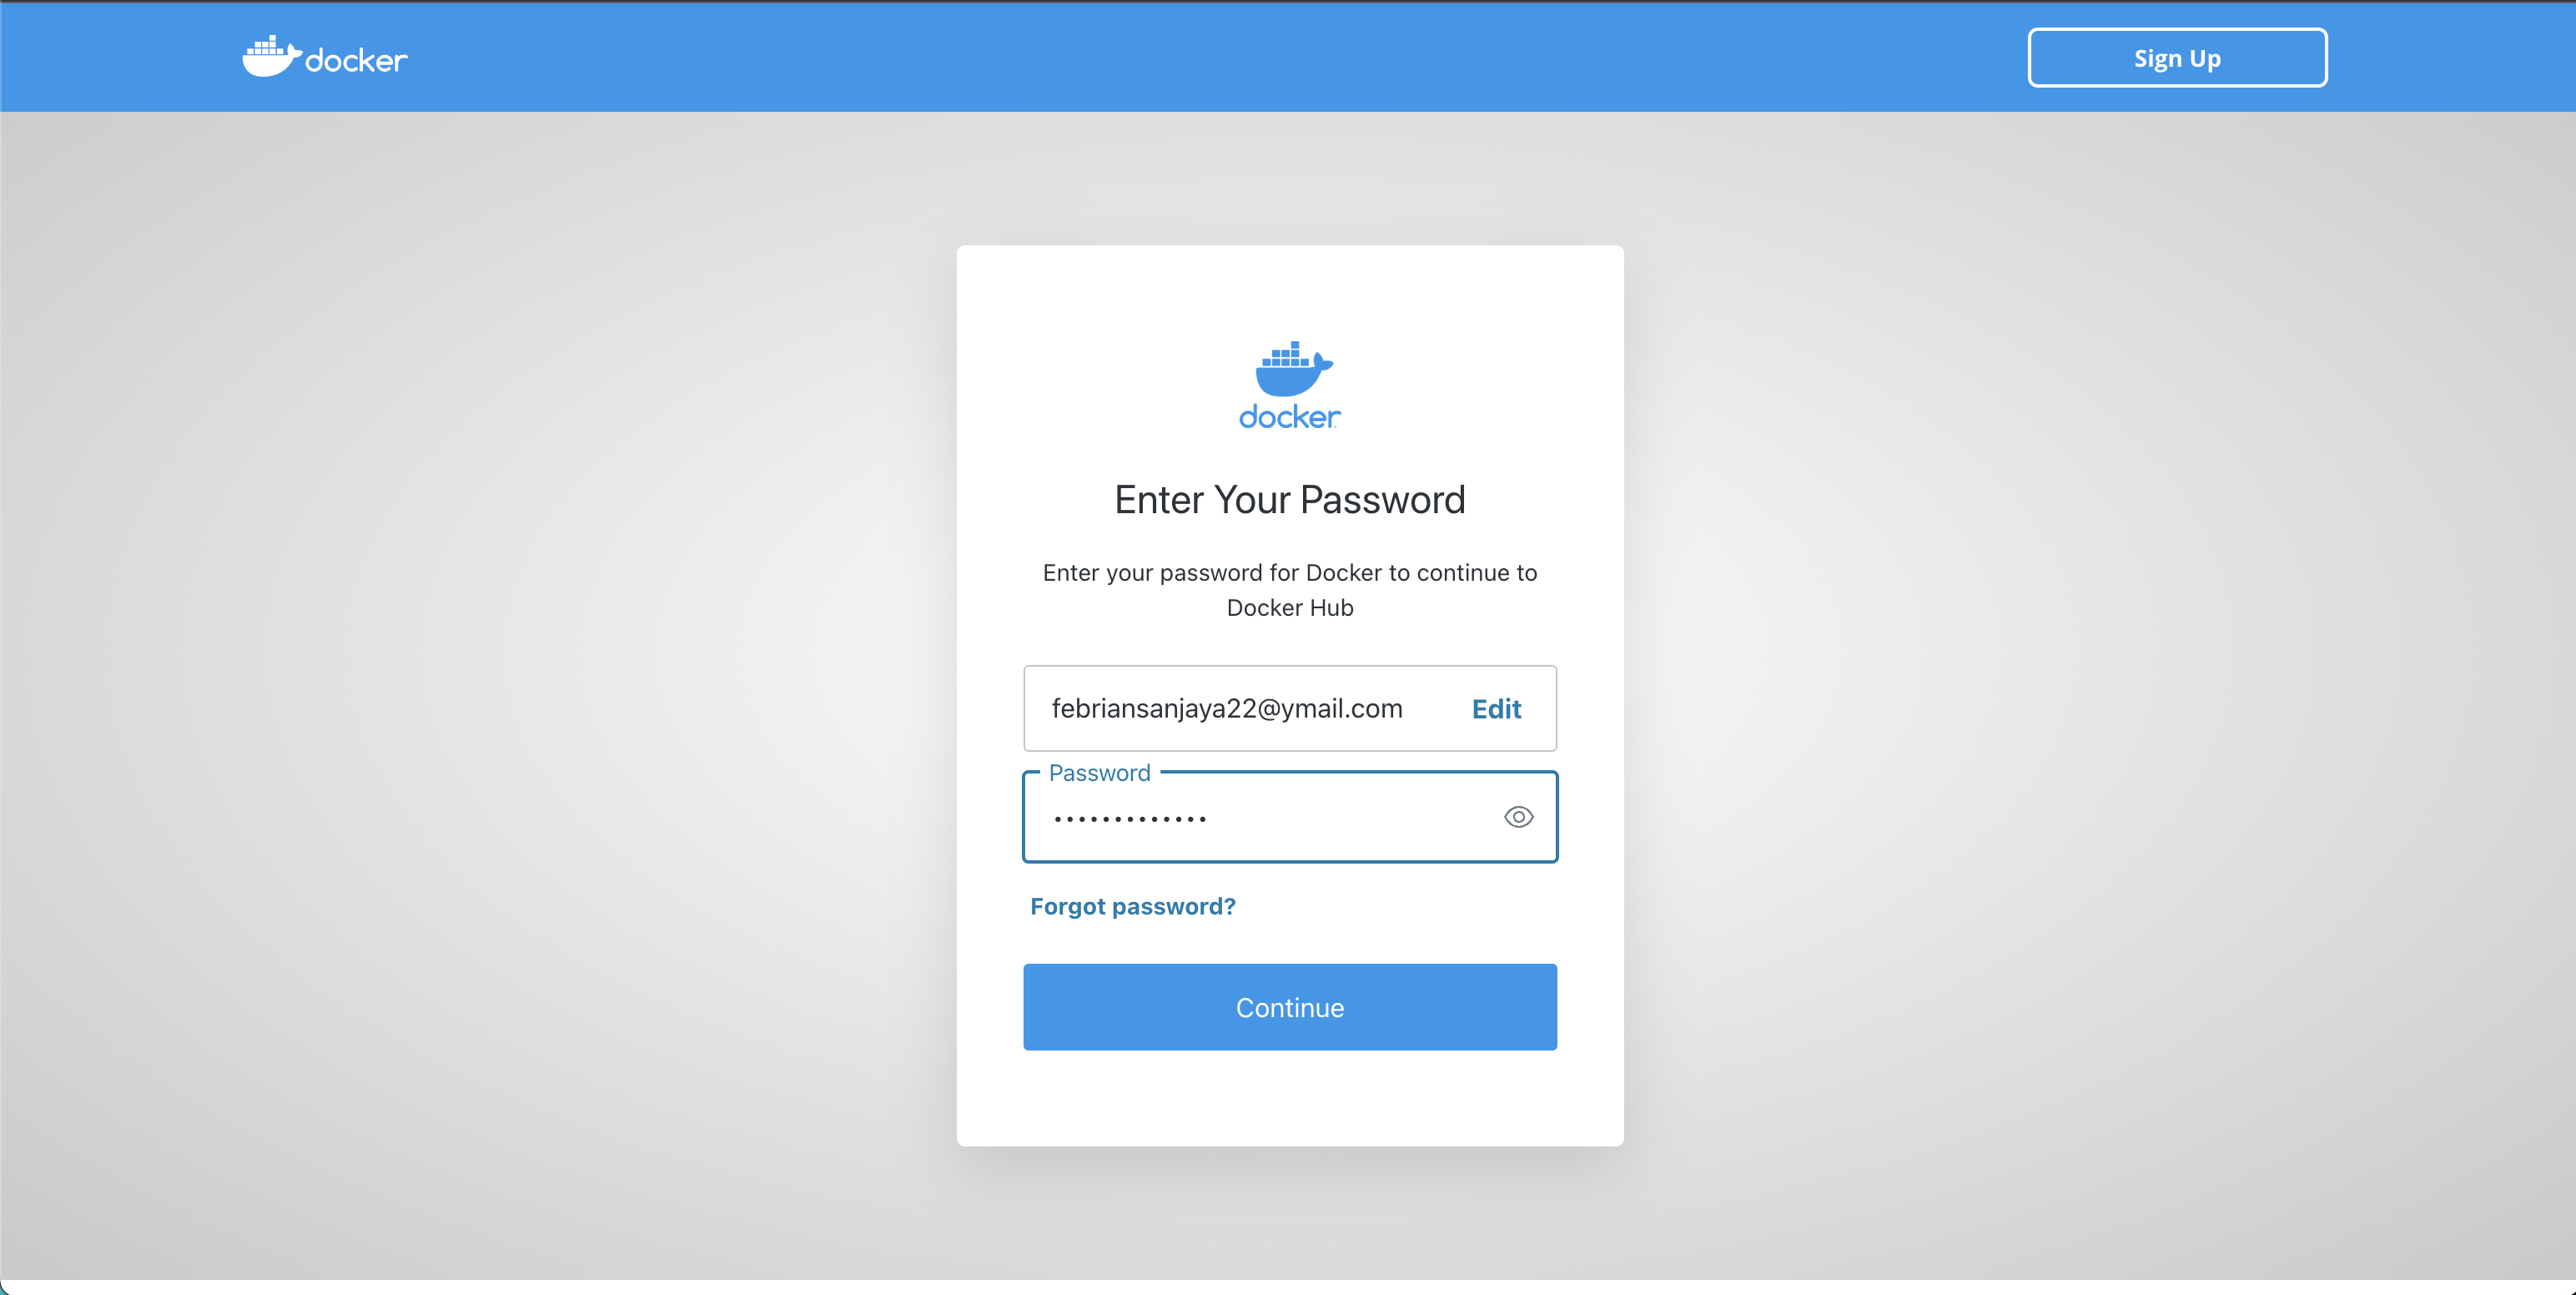 docker
Sign Up
docker
Enter Your Password
Enter your password for Docker to continue to
Docker Hub
febriansanjaya22@ymail.com Edit
Password
•••••••••••••
Forgot password?
Continue